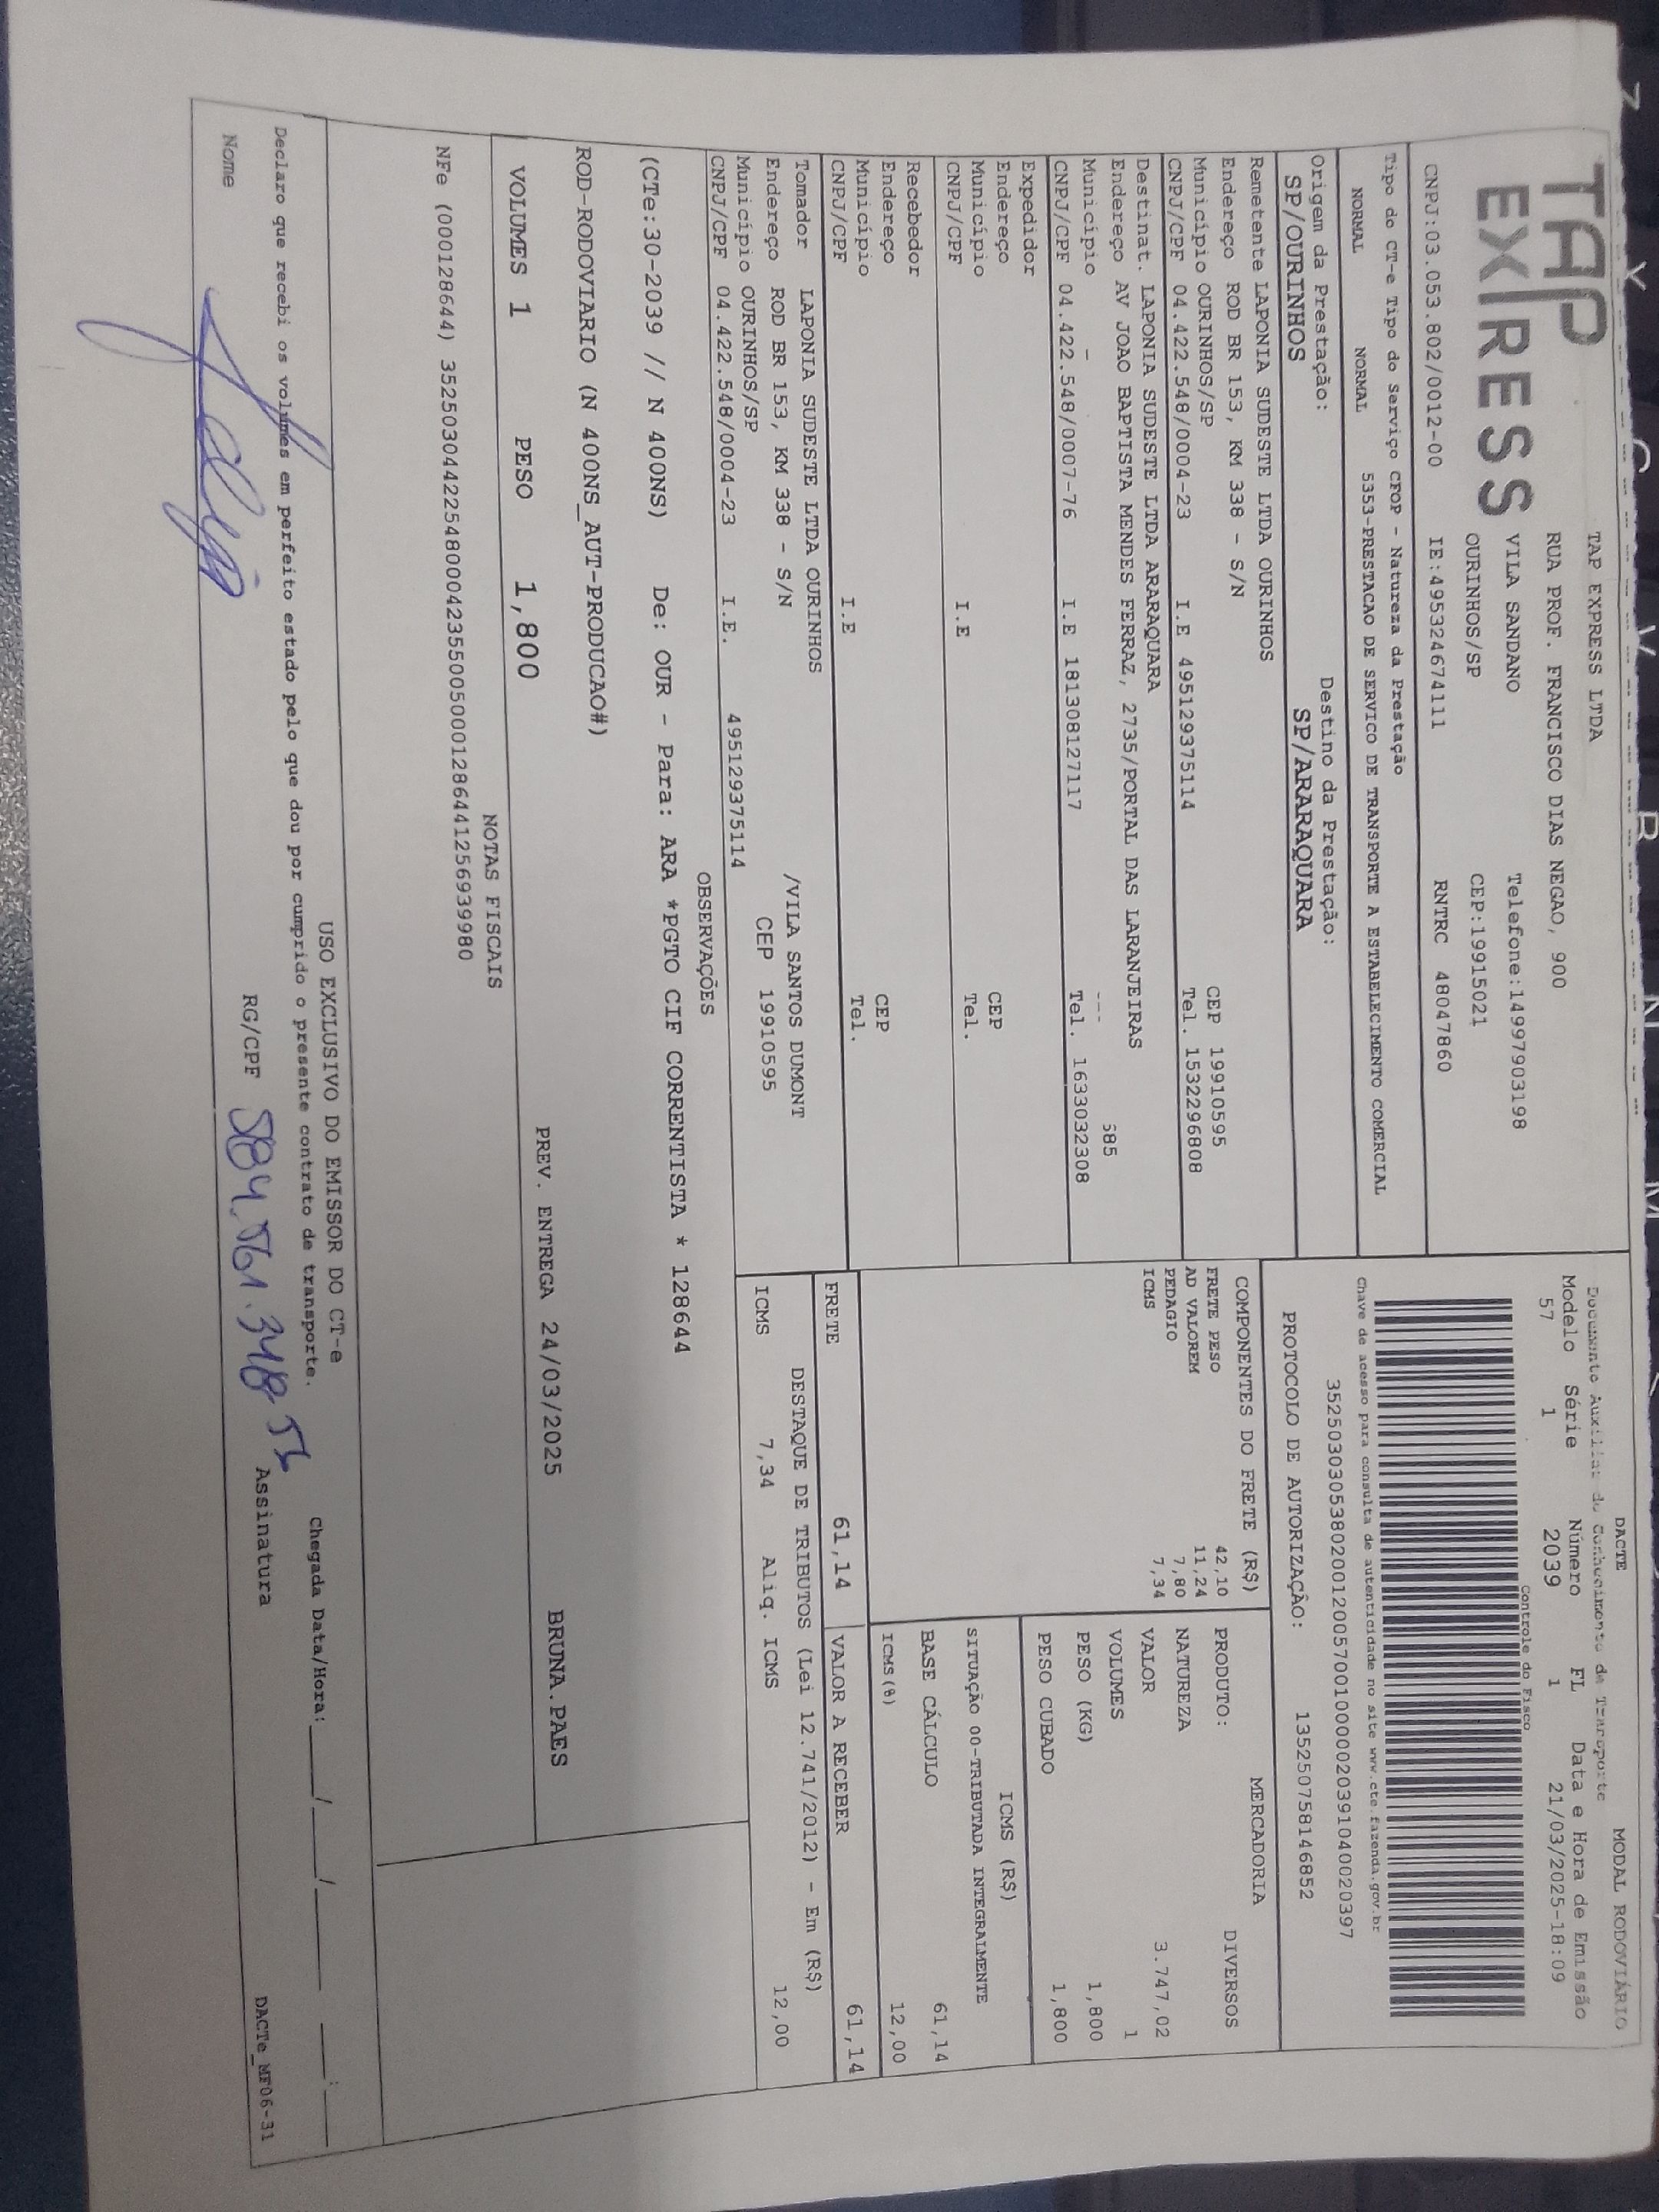 TAP EXPRESS
TAP EXPRESS LTDA
RUA PROF. FRANCISCO DIAS NEGAO, 900
VILA SANDANO Telefone:14997903198
OURINHOS/SP CEP:19915021
CNPJ:03.053.802/0012-00 IE:495324674111 RNTRC 48047860
DACTE MODAL RODOVIÁRIO
Documento Auxiliar do Conhecimento de Transporte
Modelo Série Número FL Data e Hora de Emissão
57 1 2039 1 21/03/2025-18:09
Controle do Fisco
Chave de acesso para consulta de autenticidade no site www.cte.fazenda.gov.br
35250303053802001200570010000020391040020397
PROTOCOLO DE AUTORIZAÇÃO: 135250758146852
Tipo do CT-e Tipo do Serviço CFOP - Natureza da Prestação
NORMAL NORMAL 5353-PRESTACAO DE SERVICO DE TRANSPORTE A ESTABELECIMENTO COMERCIAL
Origem da Prestação: Destino da Prestação:
SP/OURINHOS SP/ARARAQUARA
Remetente LAPONIA SUDESTE LTDA OURINHOS
Endereço ROD BR 153, KM 338 - S/N
Município OURINHOS/SP CEP 19910595
CNPJ/CPF 04.422.548/0004-23 I.E 495129375114 Tel. 1532296808
Destinat. LAPONIA SUDESTE LTDA ARARAQUARA
Endereço AV JOAO BAPTISTA MENDES FERRAZ, 2735/PORTAL DAS LARANJEIRAS
Município 585
CNPJ/CPF 04.422.548/0007-76 I.E 181308127117 Tel. 1633032308
Expedidor
Endereço
Município CEP
CNPJ/CPF I.E Tel.
Recebedor
Endereço
Município CEP
CNPJ/CPF I.E Tel.
Tomador LAPONIA SUDESTE LTDA OURINHOS
Endereço ROD BR 153, KM 338 - S/N /VILA SANTOS DUMONT
Município OURINHOS/SP CEP 19910595
CNPJ/CPF 04.422.548/0004-23 I.E. 495129375114
COMPONENTES DO FRETE (R$)
FRETE PESO 42,10
AD VALOREM 11,24
PEDAGIO 7,80
ICMS 7,34
MERCADORIA
PRODUTO: DIVERSOS
NATUREZA
VALOR 3.747,02
VOLUMES 1
PESO (KG) 1,800
PESO CUBADO 1,800
ICMS (R$)
SITUAÇÃO 00-TRIBUTADA INTEGRALMENTE
BASE CÁLCULO 61,14
ICMS(%) 12,00
FRETE 61,14 VALOR A RECEBER 61,14
DESTAQUE DE TRIBUTOS (Lei 12.741/2012) - Em (R$)
ICMS 7,34 Aliq. ICMS 12,00
OBSERVAÇÕES
(CTe:30-2039 // N 400NS) De: OUR - Para: ARA *PGTO CIF CORRENTISTA * 128644
ROD-RODOVIARIO (N 400NS_AUT-PRODUCAO#)
VOLUMES 1 PESO 1,800 PREV. ENTREGA 24/03/2025 BRUNA.PAES
NOTAS FISCAIS
NFe (000128644) 35250304422548000423550050001286441256939980
USO EXCLUSIVO DO EMISSOR DO CT-e
Declaro que recebi os volumes em perfeito estado pelo que dou por cumprido o presente contrato de transporte.
Chegada Data/Hora:____/____/____ ___:___
Nome RG/CPF 584.561.348 56 Assinatura
DACTe_MF06-31